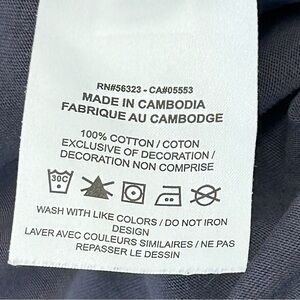 RN#56323 - CA#05553
MADE IN CAMBODIA
FABRIQUE AU CAMBODGE
100% COTTON / COTON
EXCLUSIVE OF DECORATION /
DECORATION NON COMPRISE
30C
WASH WITH LIKE COLORS / DO NOT IRON
DESIGN
LAVER AVEC COULEURS SIMILAIRES / NE PAS
REPASSER LE DESSIN